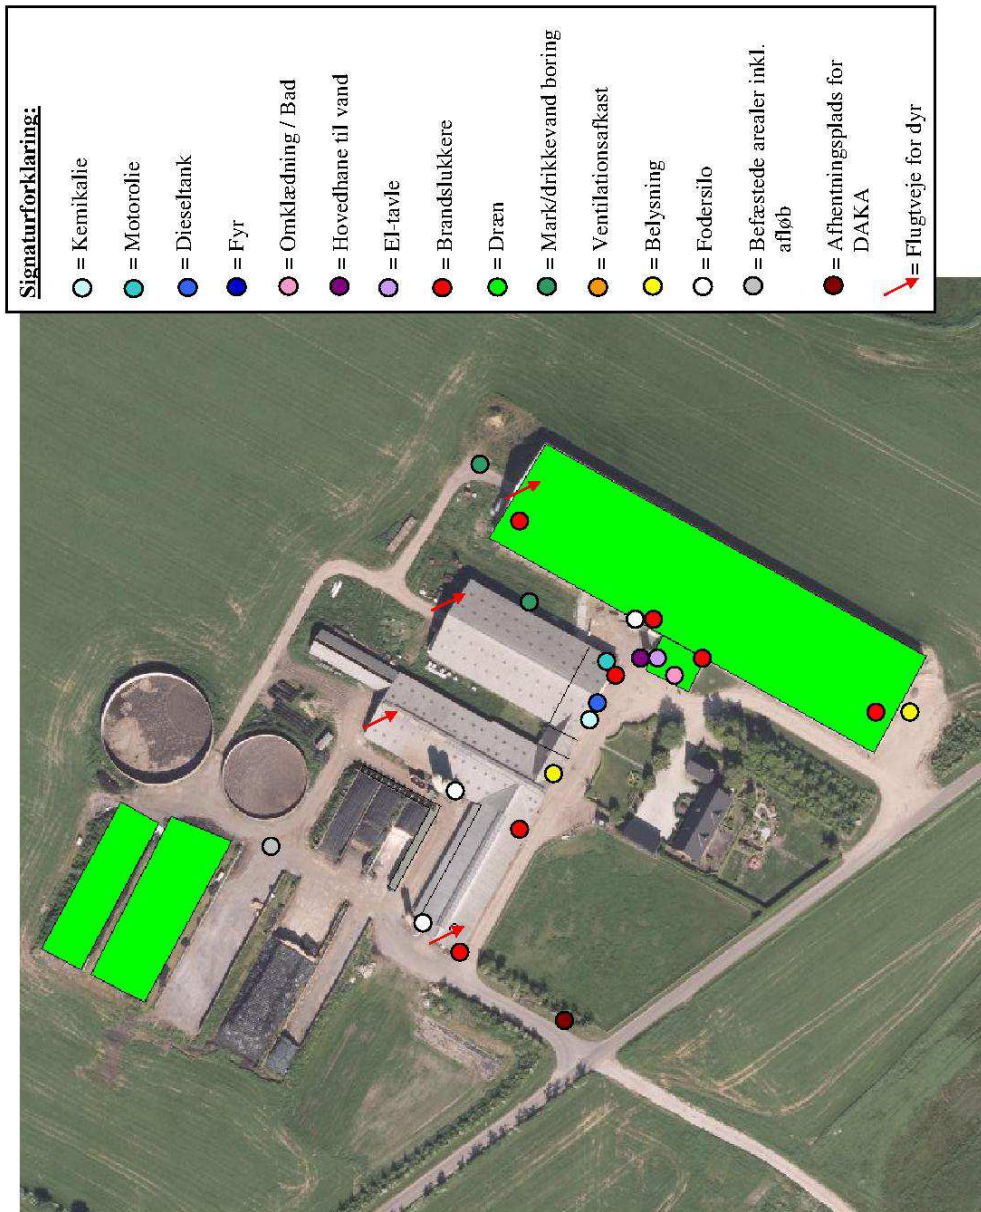 Signaturforklaring:
= Kemikalie
= Motorolie
= Dieseltank
= Fyr
= Omklædning / Bad
= Hovedhane til vand
= El-tavle
= Brandslukkere
= Dræn
= Mark/drikkevand boring
= Ventilationsafkast
= Belysning
= Fodersilo
= Befæstede arealer inkl.
afløb
= Afhentningsplads for
DAKA
= Flugtveje for dyr